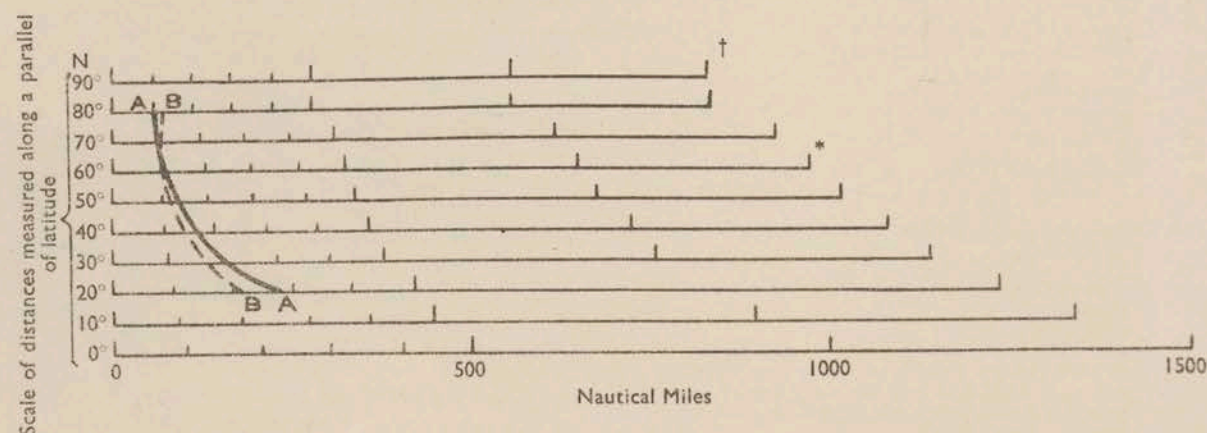 Scale of distances measured along a parallel
of latitude
N
†
90°
A B
80°
70°
*
60°
50°
40°
30°
20°
B A
10°
0°
0 500 1000 1500
Nautical Miles